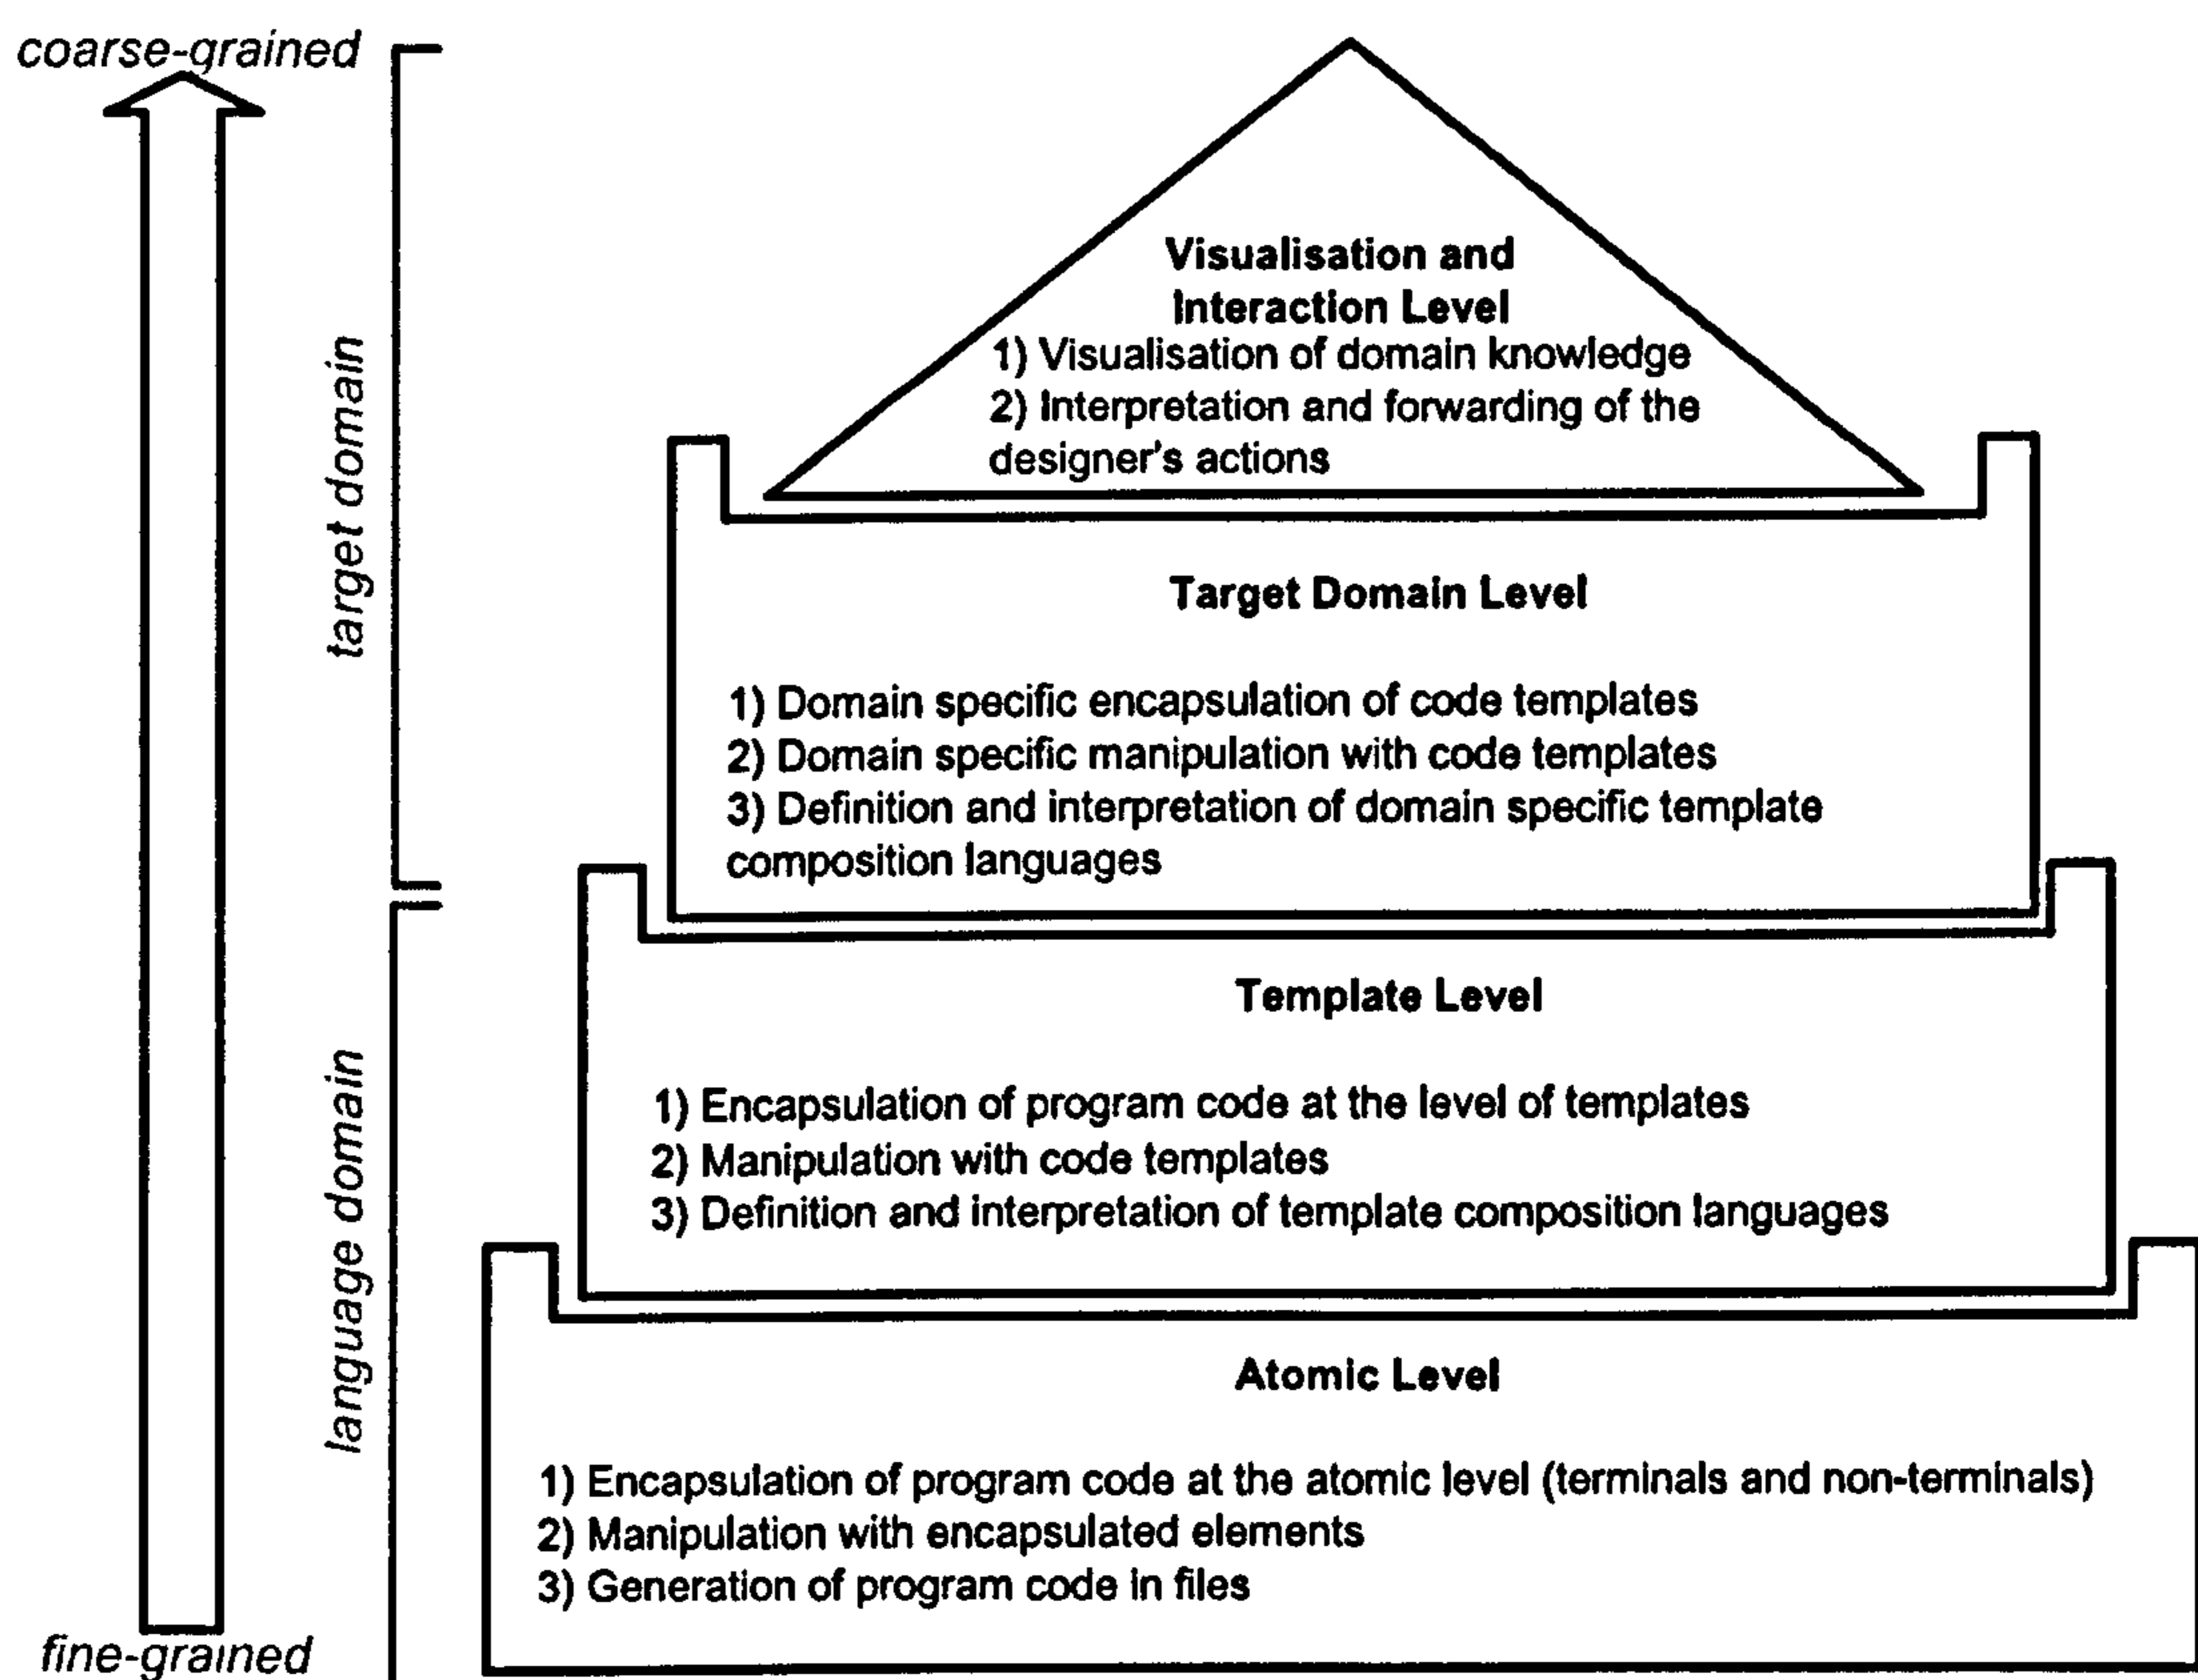 coarse-grained
target domain
Visualisation and
Interaction Level
1) Visualisation of domain knowledge
2) Interpretation and forwarding of the
designer's actions
Target Domain Level
1) Domain specific encapsulation of code templates
2) Domain specific manipulation with code templates
3) Definition and interpretation of domain specific template
composition languages
language domain
Template Level
1) Encapsulation of program code at the level of templates
2) Manipulation with code templates
3) Definition and interpretation of template composition languages
Atomic Level
1) Encapsulation of program code at the atomic level (terminals and non-terminals)
2) Manipulation with encapsulated elements
3) Generation of program code in files
fine-grained